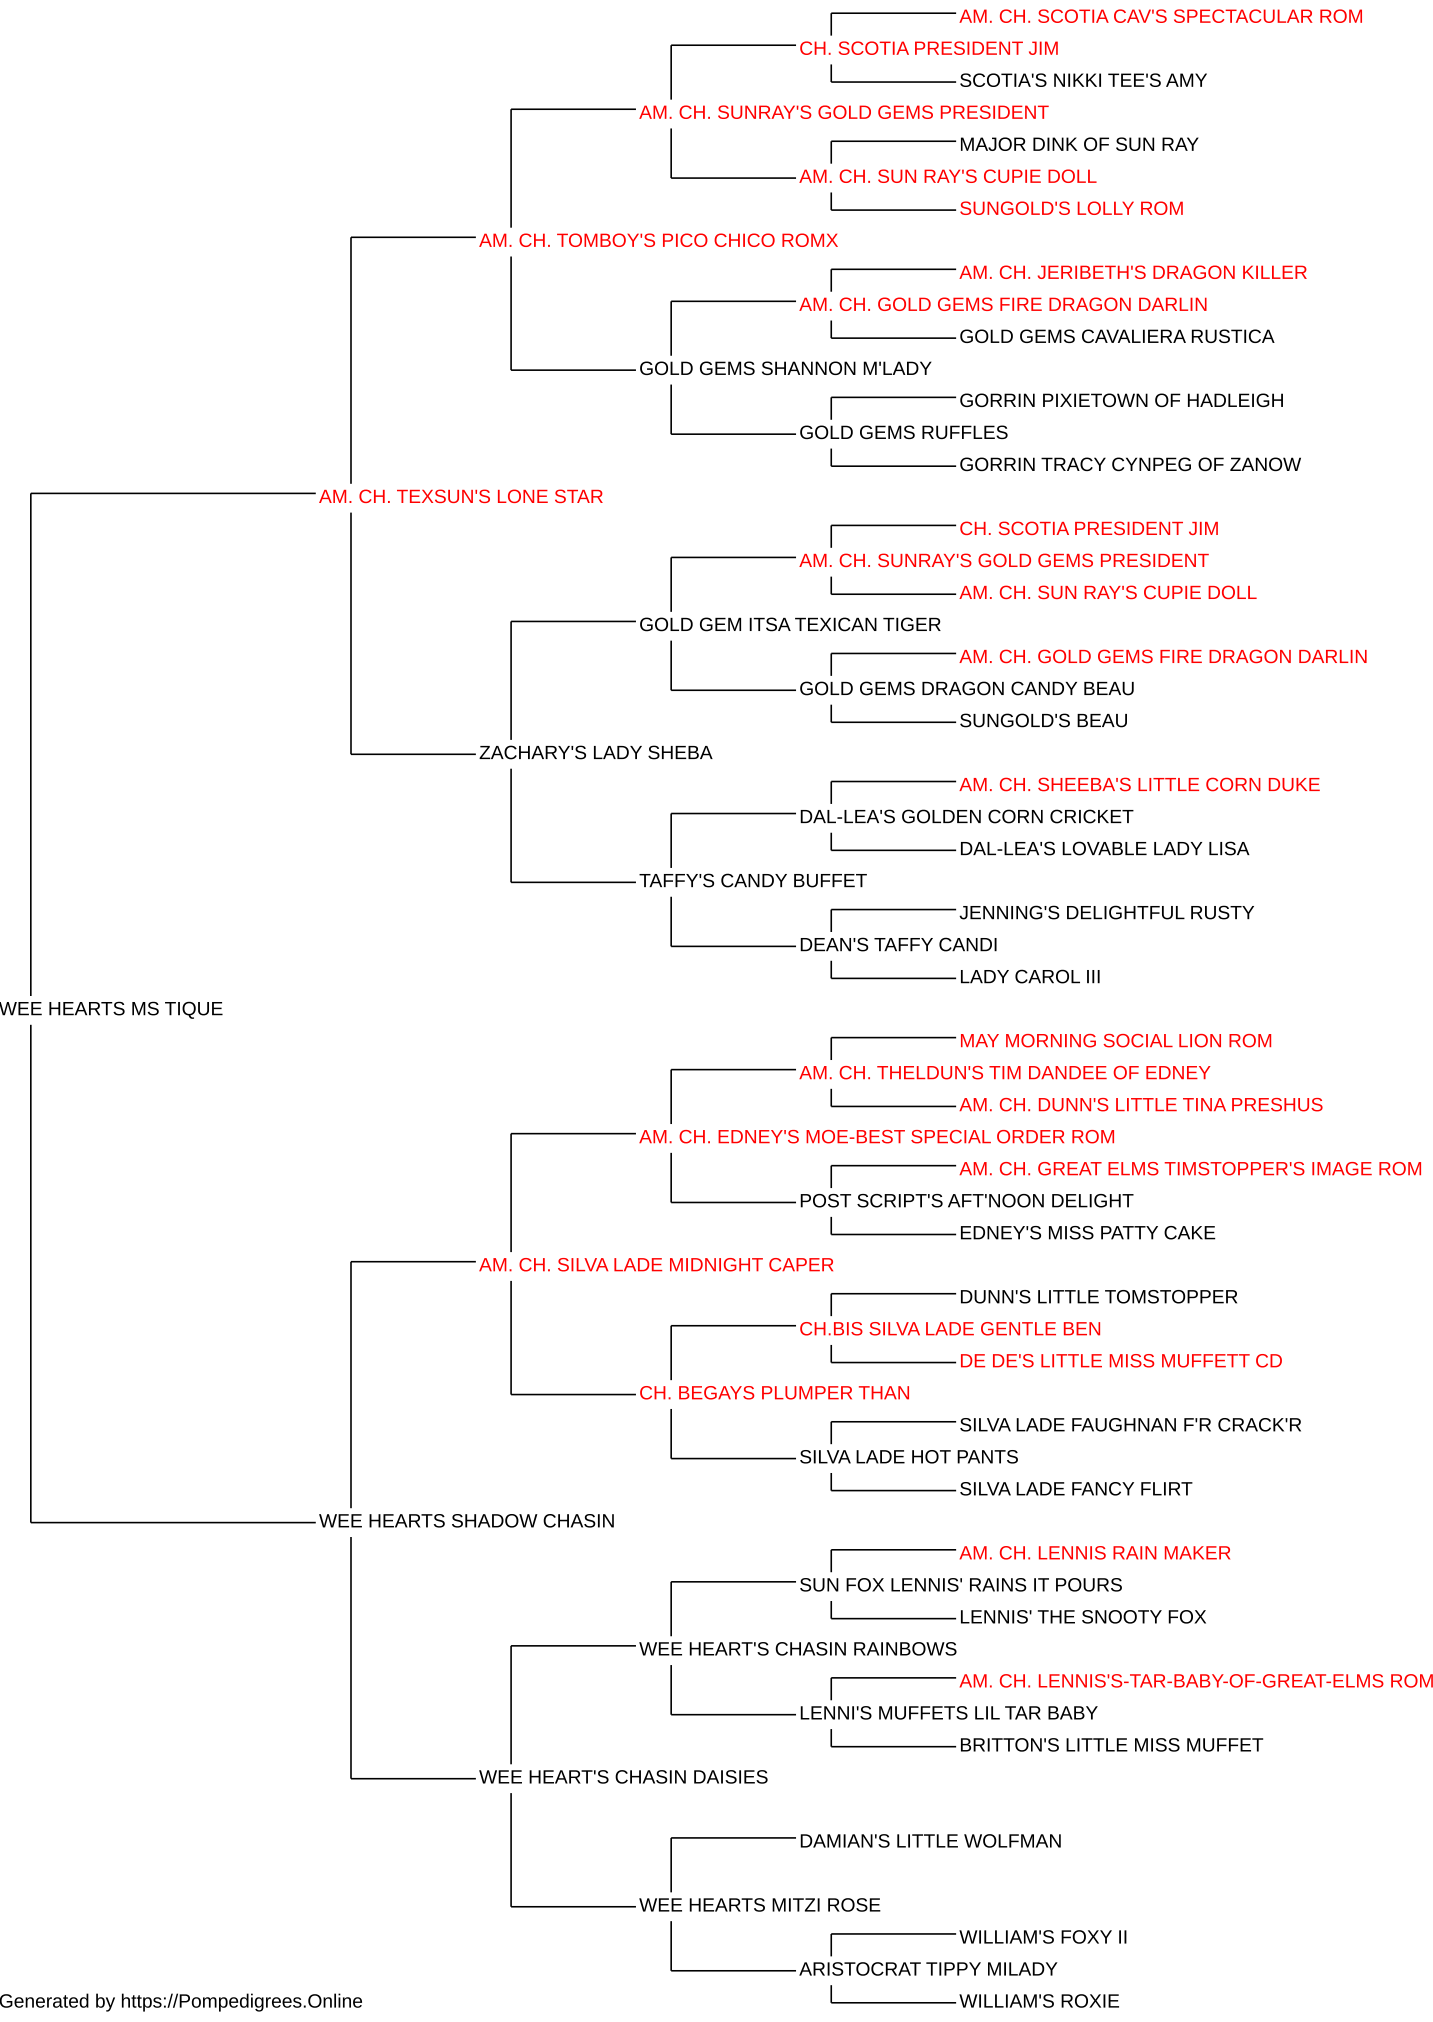 AM. CH. SCOTIA CAV'S SPECTACULAR ROM
CH. SCOTIA PRESIDENT JIM
SCOTIA'S NIKKI TEE'S AMY
AM. CH. SUNRAY'S GOLD GEMS PRESIDENT
MAJOR DINK OF SUN RAY
AM. CH. SUN RAY'S CUPIE DOLL
SUNGOLD'S LOLLY ROM
AM. CH. TOMBOY'S PICO CHICO ROMX
AM. CH. JERIBETH'S DRAGON KILLER
AM. CH. GOLD GEMS FIRE DRAGON DARLIN
GOLD GEMS CAVALIERA RUSTICA
GOLD GEMS SHANNON M'LADY
GORRIN PIXIETOWN OF HADLEIGH
GOLD GEMS RUFFLES
GORRIN TRACY CYNPEG OF ZANOW
AM. CH. TEXSUN'S LONE STAR
CH. SCOTIA PRESIDENT JIM
AM. CH. SUNRAY'S GOLD GEMS PRESIDENT
AM. CH. SUN RAY'S CUPIE DOLL
GOLD GEM ITSA TEXICAN TIGER
AM. CH. GOLD GEMS FIRE DRAGON DARLIN
GOLD GEMS DRAGON CANDY BEAU
SUNGOLD'S BEAU
ZACHARY'S LADY SHEBA
AM. CH. SHEEBA'S LITTLE CORN DUKE
DAL-LEA'S GOLDEN CORN CRICKET
DAL-LEA'S LOVABLE LADY LISA
TAFFY'S CANDY BUFFET
JENNING'S DELIGHTFUL RUSTY
DEAN'S TAFFY CANDI
LADY CAROL III
WEE HEARTS MS TIQUE
MAY MORNING SOCIAL LION ROM
AM. CH. THELDUN'S TIM DANDEE OF EDNEY
AM. CH. DUNN'S LITTLE TINA PRESHUS
AM. CH. EDNEY'S MOE-BEST SPECIAL ORDER ROM
AM. CH. GREAT ELMS TIMSTOPPER'S IMAGE ROM
POST SCRIPT'S AFT'NOON DELIGHT
EDNEY'S MISS PATTY CAKE
AM. CH. SILVA LADE MIDNIGHT CAPER
DUNN'S LITTLE TOMSTOPPER
CH.BIS SILVA LADE GENTLE BEN
DE DE'S LITTLE MISS MUFFETT CD
CH. BEGAYS PLUMPER THAN
SILVA LADE FAUGHNAN F'R CRACK'R
SILVA LADE HOT PANTS
SILVA LADE FANCY FLIRT
WEE HEARTS SHADOW CHASIN
AM. CH. LENNIS RAIN MAKER
SUN FOX LENNIS' RAINS IT POURS
LENNIS' THE SNOOTY FOX
WEE HEART'S CHASIN RAINBOWS
AM. CH. LENNIS'S-TAR-BABY-OF-GREAT-ELMS ROM
LENNI'S MUFFETS LIL TAR BABY
BRITTON'S LITTLE MISS MUFFET
WEE HEART'S CHASIN DAISIES
DAMIAN'S LITTLE WOLFMAN
WEE HEARTS MITZI ROSE
WILLIAM'S FOXY II
ARISTOCRAT TIPPY MILADY
WILLIAM'S ROXIE
Generated by https://Pompedigrees.Online